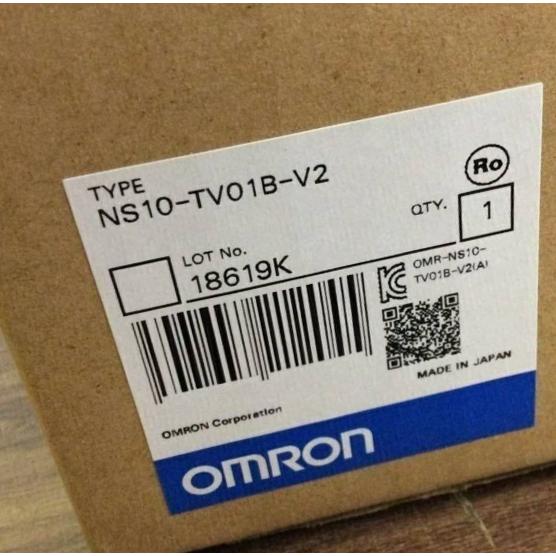 TYPE
NS10-TV01B-V2
Ro
QTY. 1
LOT No.
18619K
OMR-NS10-
TV01B-V2(A)
MADE IN JAPAN
OMRON Corporation
OMRON